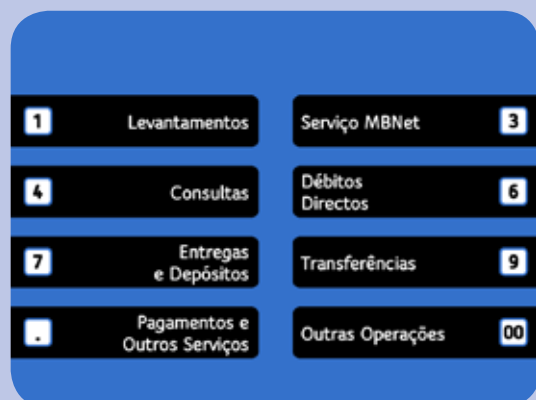 1 Levantamentos
Serviço MBNet 3
4 Consultas
Débitos
Directos 6
7 Entregas
e Depósitos
Transferências 9
. Pagamentos e
Outros Serviços
Outras Operações 00